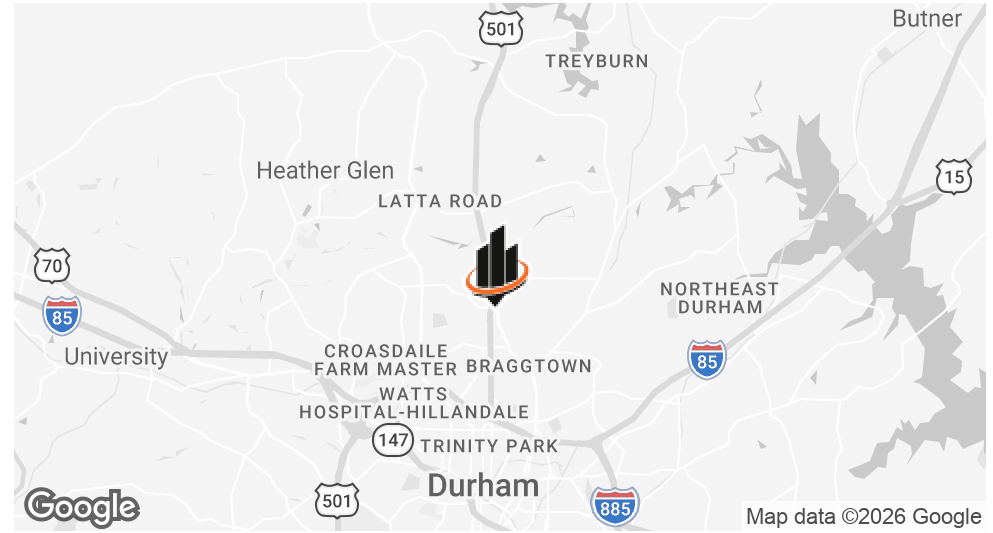 Butner
501
TREYBURN
Heather Glen
15
LATTA ROAD
70
85
NORTHEAST
DURHAM
University
CROASDAILE
FARM MASTER
BRAGGTOWN
85
WATTS
HOSPITAL-HILLANDALE
147
TRINITY PARK
Durham
501
885
Google
Map data ©2026 Google